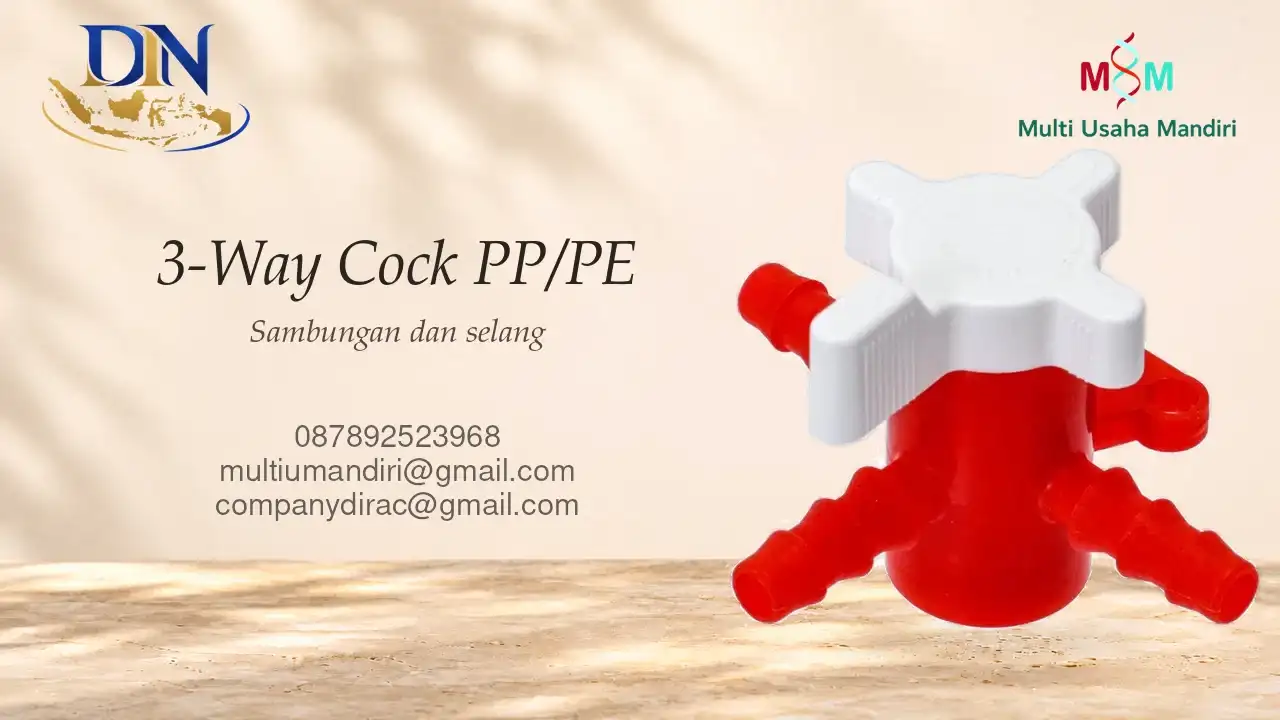 DN
MM
Multi Usaha Mandiri
3-Way Cock PP/PE
Sambungan dan selang
087892523968
multiumandiri@gmail.com
companydirac@gmail.com